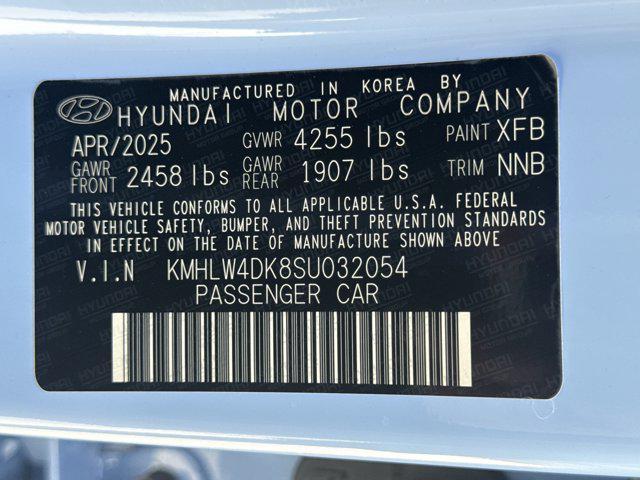 MANUFACTURED IN KOREA BY
HYUNDAI MOTOR COMPANY
APR/2025 GVWR 4255 lbs PAINT XFB
GAWR FRONT 2458 lbs GAWR REAR 1907 lbs TRIM NNB
THIS VEHICLE CONFORMS TO ALL APPLICABLE U.S.A. FEDERAL
MOTOR VEHICLE SAFETY, BUMPER, AND THEFT PREVENTION STANDARDS
IN EFFECT ON THE DATE OF MANUFACTURE SHOWN ABOVE
V.I.N KMHLW4DK8SU032054
PASSENGER CAR